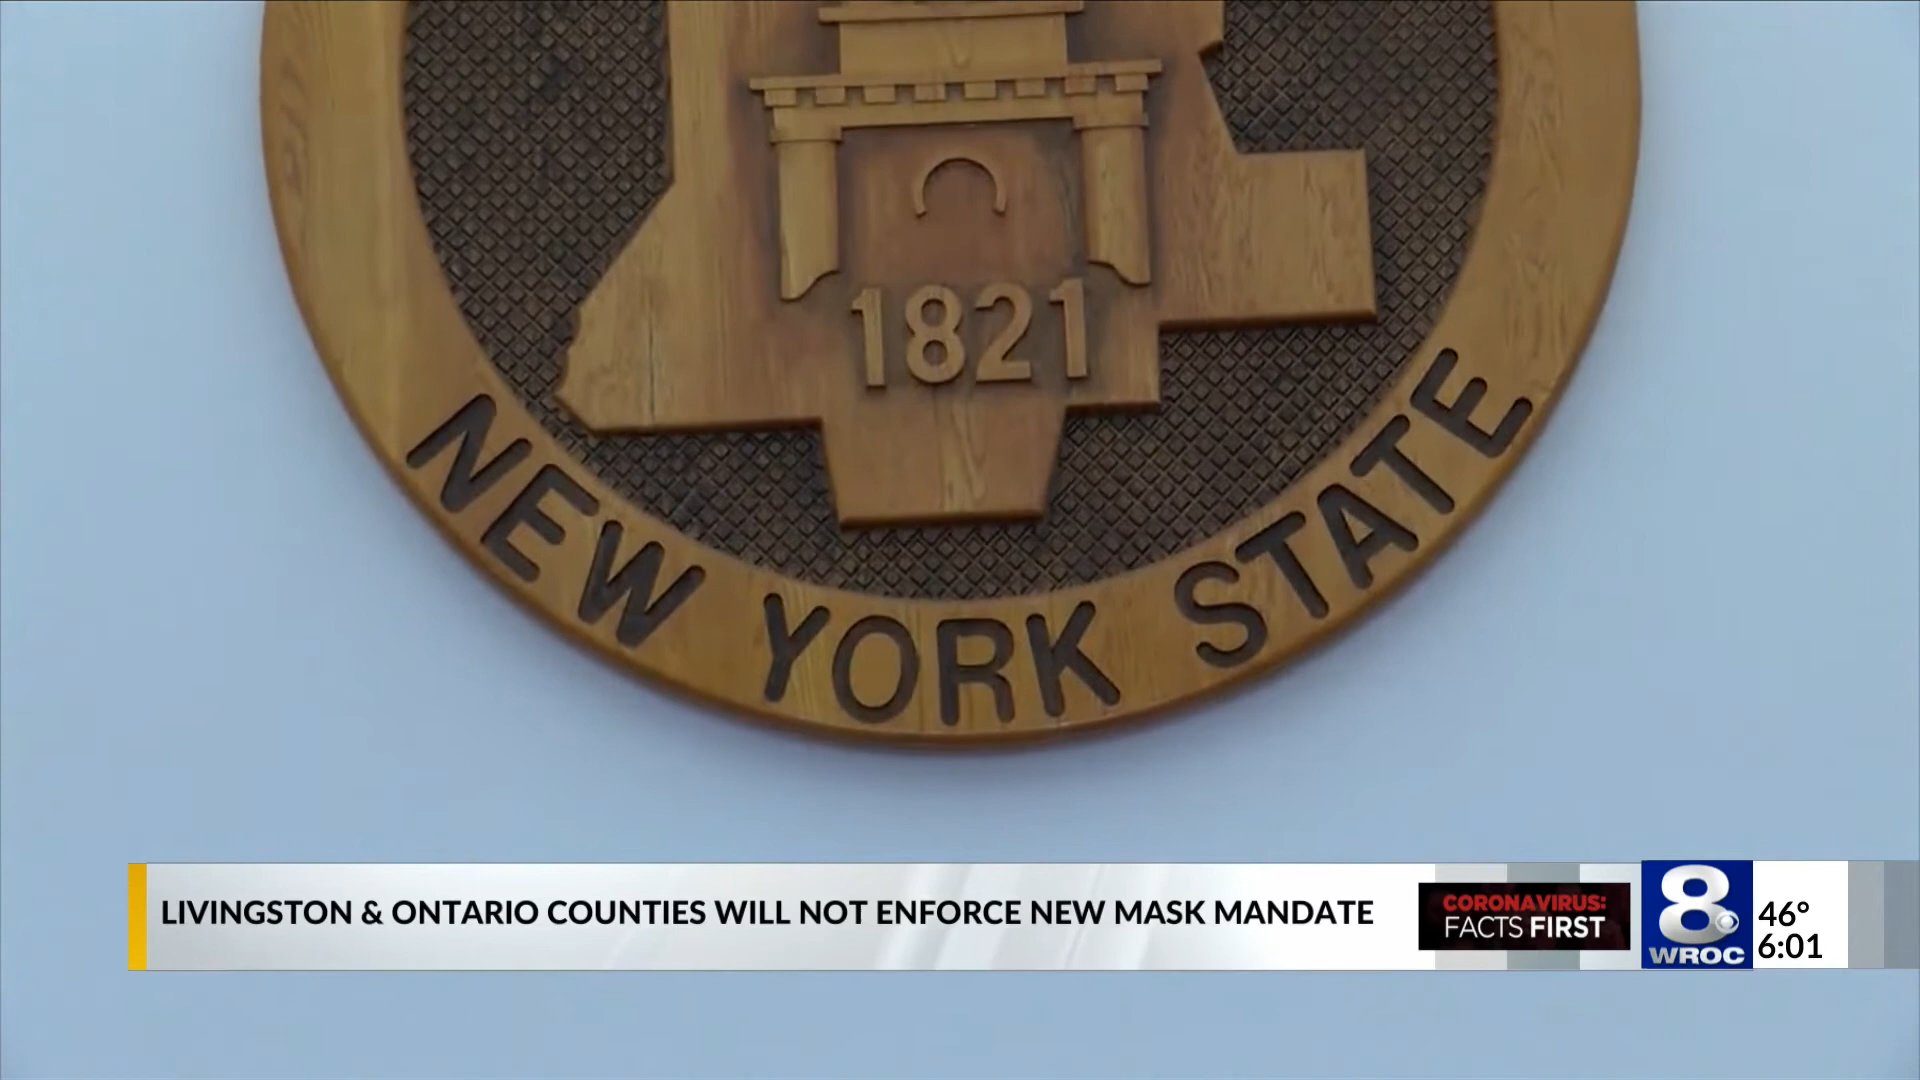 1821
NEW YORK STATE
LIVINGSTON & ONTARIO COUNTIES WILL NOT ENFORCE NEW MASK MANDATE
CORONAVIRUS:
FACTS FIRST
8
WROC
46°
6:01